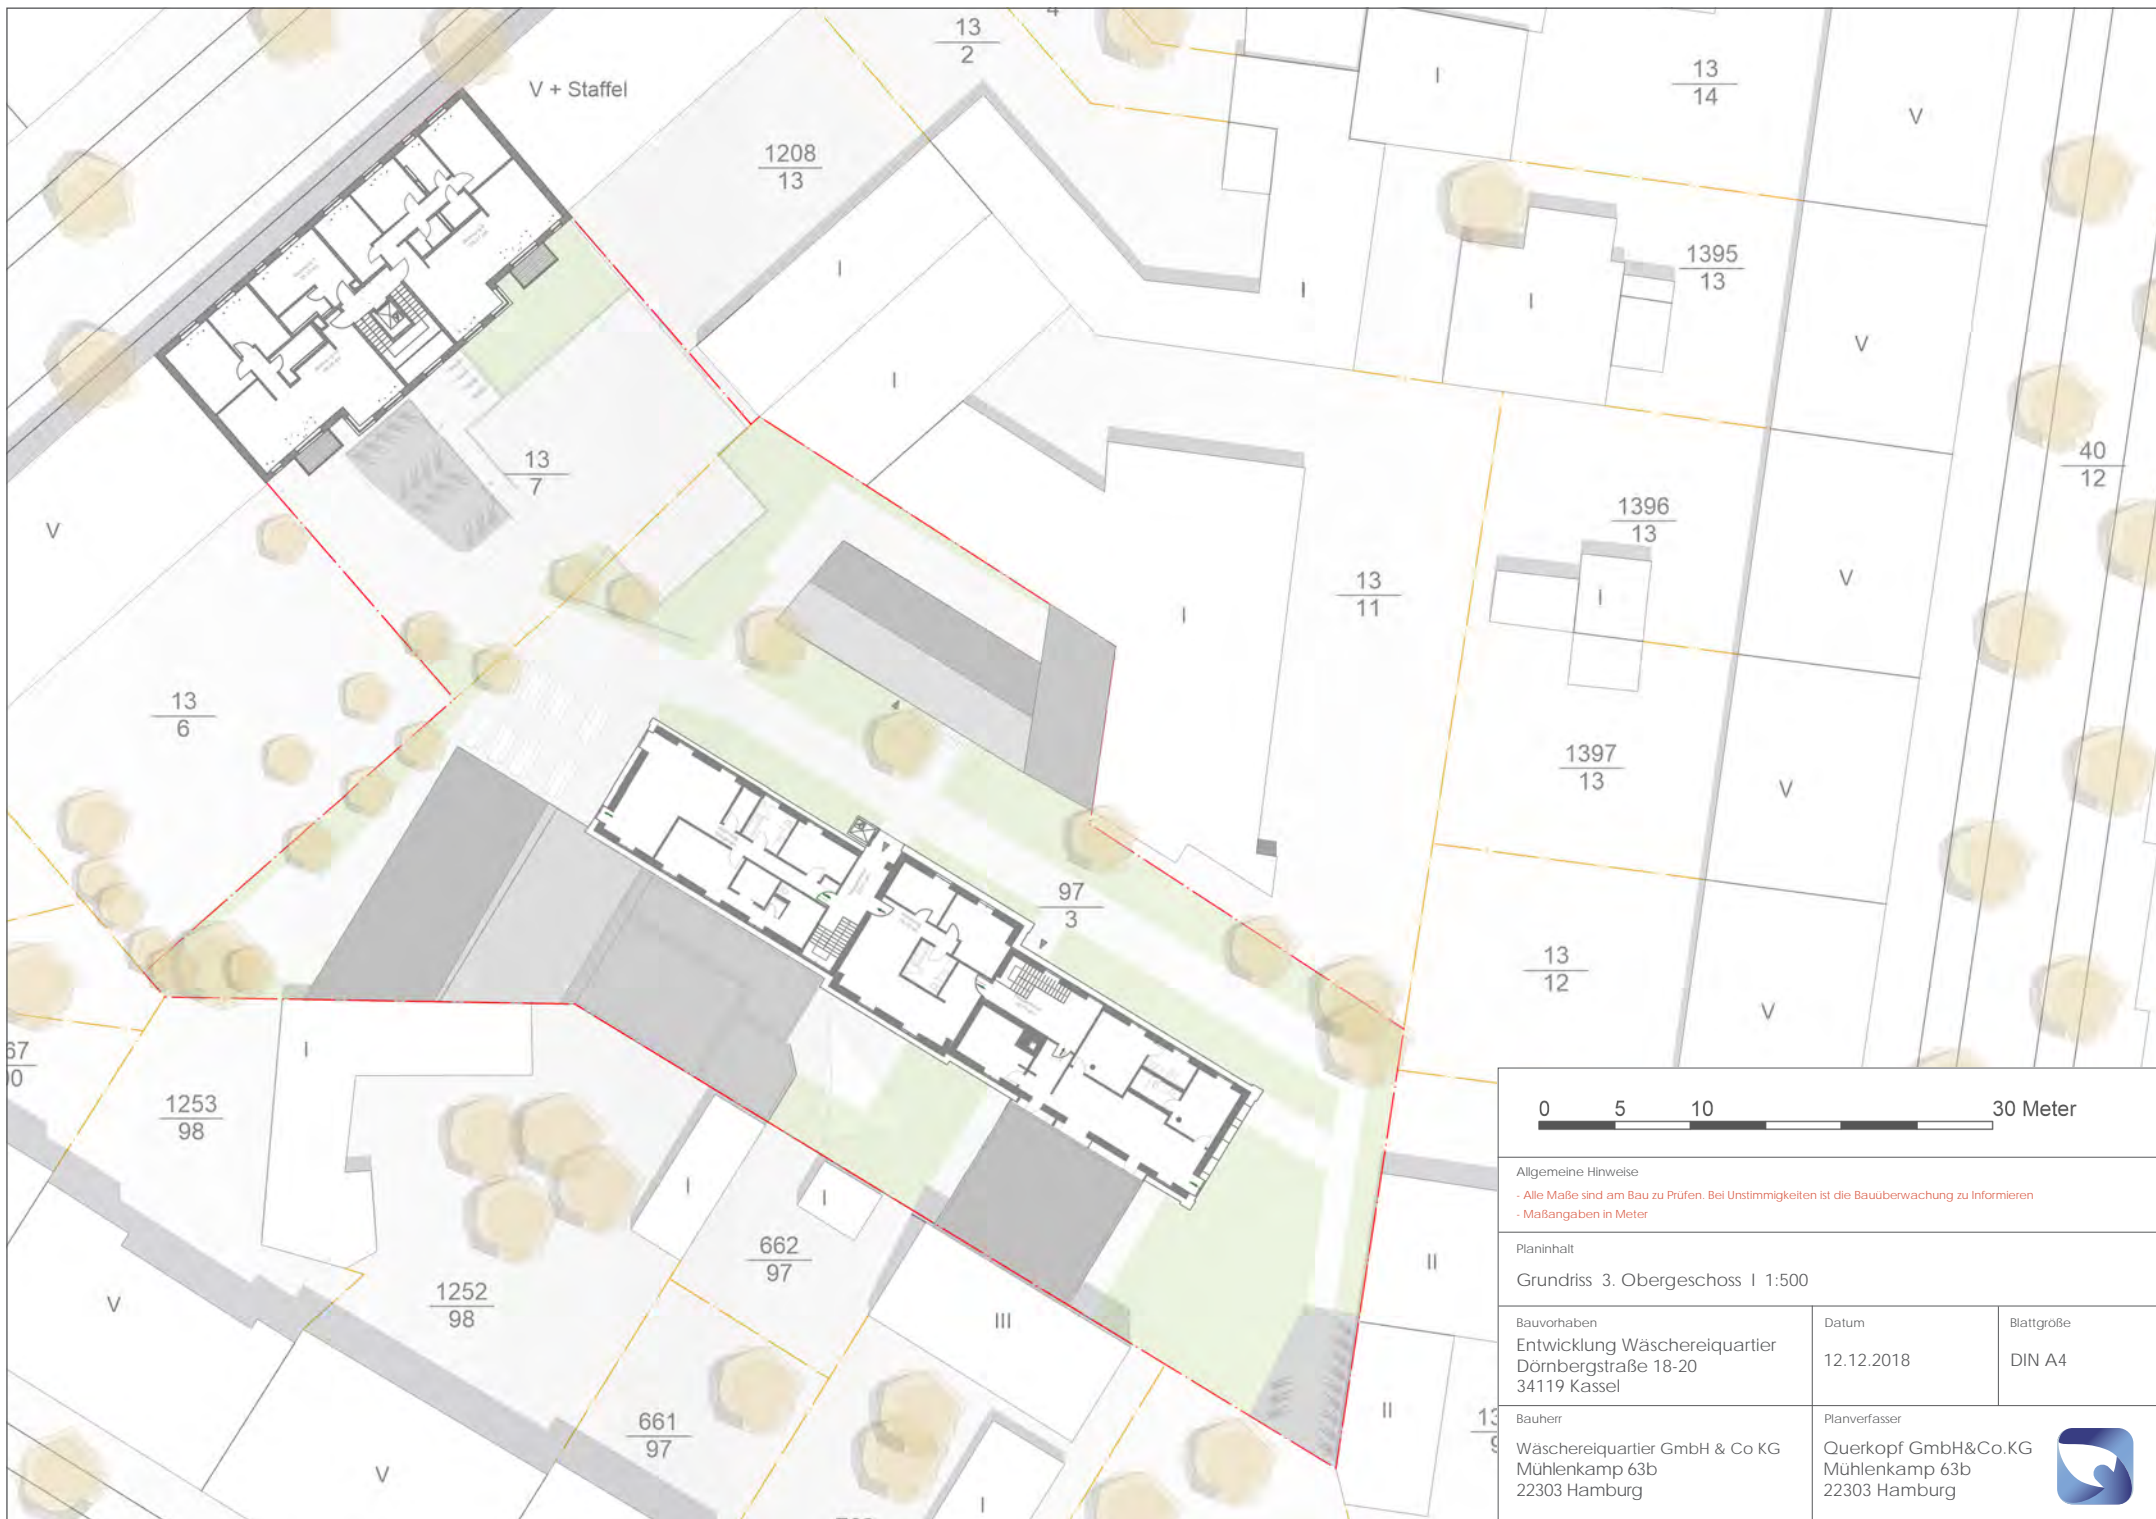 13
2
V + Staffel
I
13
14
V
1208
13
1395
13
I
I
I
V
I
40
12
13
7
V
1396
13
V
13
11
I
I
13
6
1397
13
V
97
3
13
12
V
67
I
1253
98
I
I
662
97
II
V
1252
98
III
II
661
97
V
I
0 5 10 30 Meter
Allgemeine Hinweise
- Alle Maße sind am Bau zu Prüfen. Bei Unstimmigkeiten ist die Bauüberwachung zu Informieren
- Maßangaben in Meter
Planinhalt
Grundriss 3. Obergeschoss I 1:500
Bauvorhaben
Entwicklung Wäschereiquartier
Dörnbergstraße 18-20
34119 Kassel
Datum
12.12.2018
Blattgröße
DIN A4
Bauherr
Wäschereiquartier GmbH & Co KG
Mühlenkamp 63b
22303 Hamburg
Planverfasser
Querkopf GmbH&Co.KG
Mühlenkamp 63b
22303 Hamburg